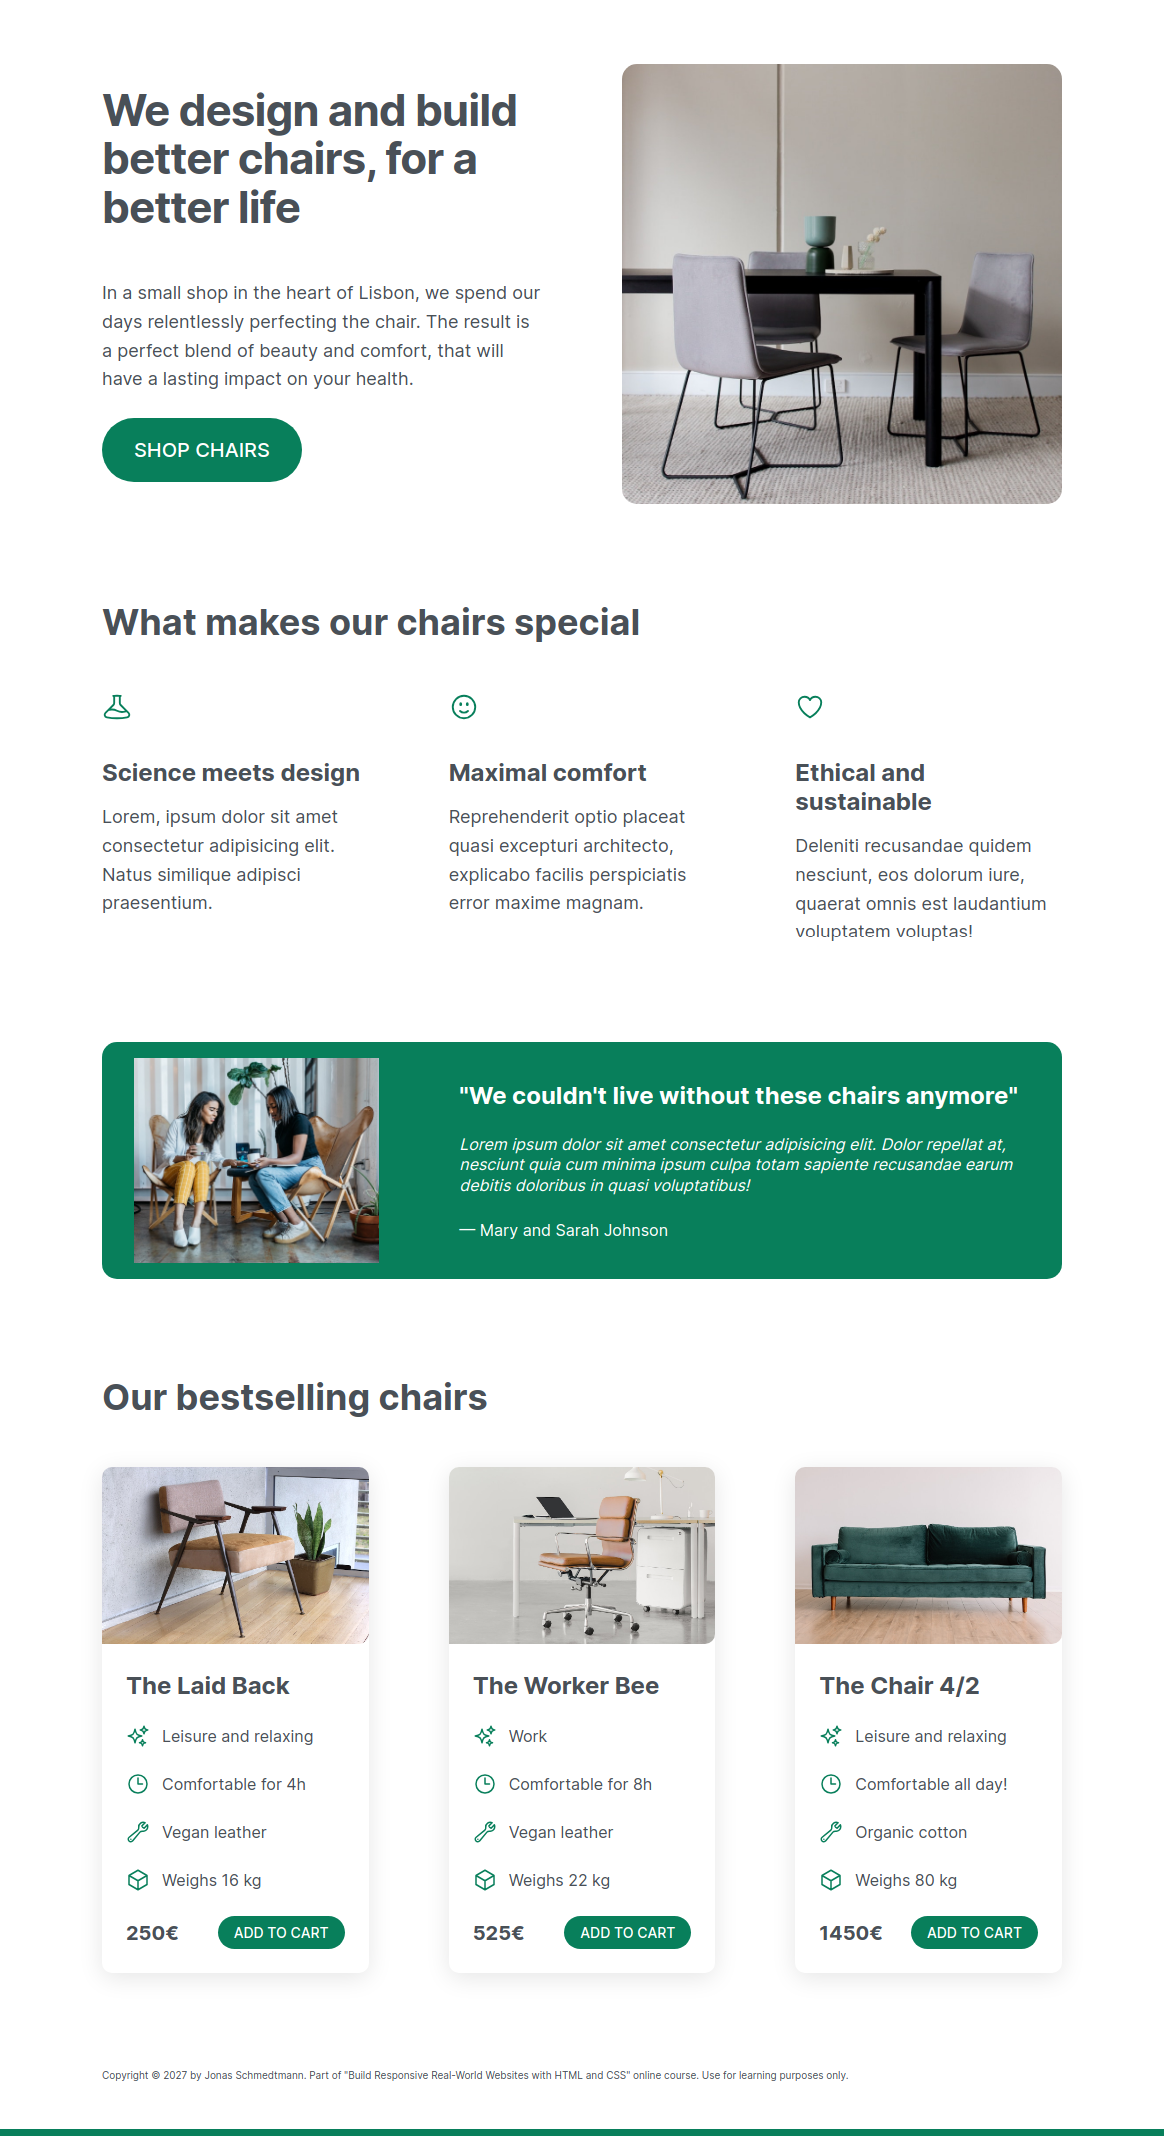 We design and build
better chairs, for a
better life
In a small shop in the heart of Lisbon, we spend our
days relentlessly perfecting the chair. The result is
a perfect blend of beauty and comfort, that will
have a lasting impact on your health.
SHOP CHAIRS
What makes our chairs special
Science meets design
Lorem, ipsum dolor sit amet
consectetur adipisicing elit.
Natus similique adipisci
praesentium.
Maximal comfort
Reprehenderit optio placeat
quasi excepturi architecto,
explicabo facilis perspiciatis
error maxime magnam.
Ethical and
sustainable
Deleniti recusandae quidem
nesciunt, eos dolorum iure,
quaerat omnis est laudantium
voluptatem voluptas!
"We couldn't live without these chairs anymore"
Lorem ipsum dolor sit amet consectetur adipisicing elit. Dolor repellat at,
nesciunt quia cum minima ipsum culpa totam sapiente recusandae earum
debitis doloribus in quasi voluptatibus!
— Mary and Sarah Johnson
Our bestselling chairs
The Laid Back
Leisure and relaxing
Comfortable for 4h
Vegan leather
Weighs 16 kg
250€ ADD TO CART
The Worker Bee
Work
Comfortable for 8h
Vegan leather
Weighs 22 kg
525€ ADD TO CART
The Chair 4/2
Leisure and relaxing
Comfortable all day!
Organic cotton
Weighs 80 kg
1450€ ADD TO CART
Copyright © 2027 by Jonas Schmedtmann. Part of "Build Responsive Real-World Websites with HTML and CSS" online course. Use for learning purposes only.